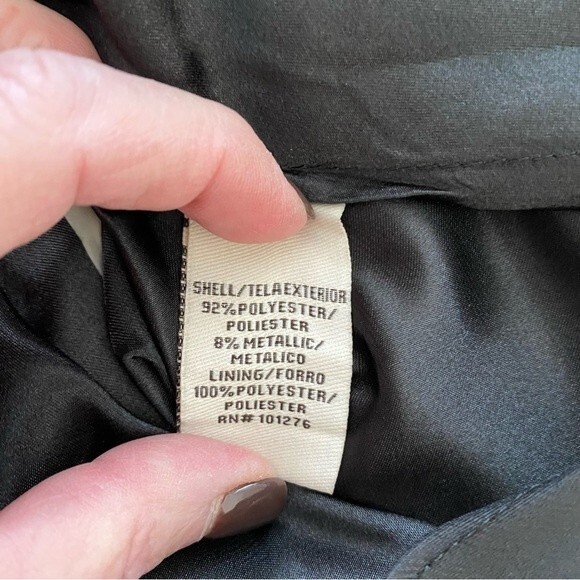 SHELL/TELA EXTERIOR
92% POLYESTER/
POLIESTER
8% METALLIC/
METALICO
LINING/FORRO
100% POLYESTER/
POLIESTER
RN# 101276